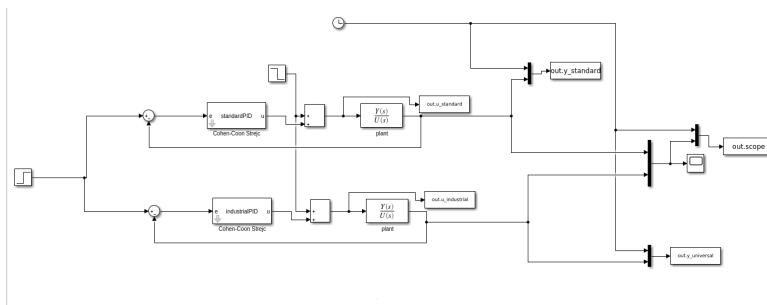 out.y_standard
out.u_standard
e standardPID u
Cohen-Coon Strejc
+
+
Y(s)
U(s)
plant
out.scope
e industrialPID u
Cohen-Coon Strejc
+
+
Y(s)
U(s)
plant
out.u_industrial
out.y_universal